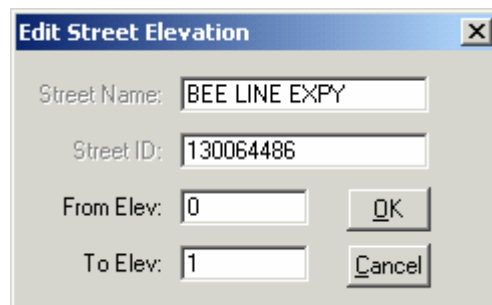 Edit Street Elevation
Street Name: BEE LINE EXPY
Street ID: 130064486
From Elev: 0 OK
To Elev: 1 Cancel